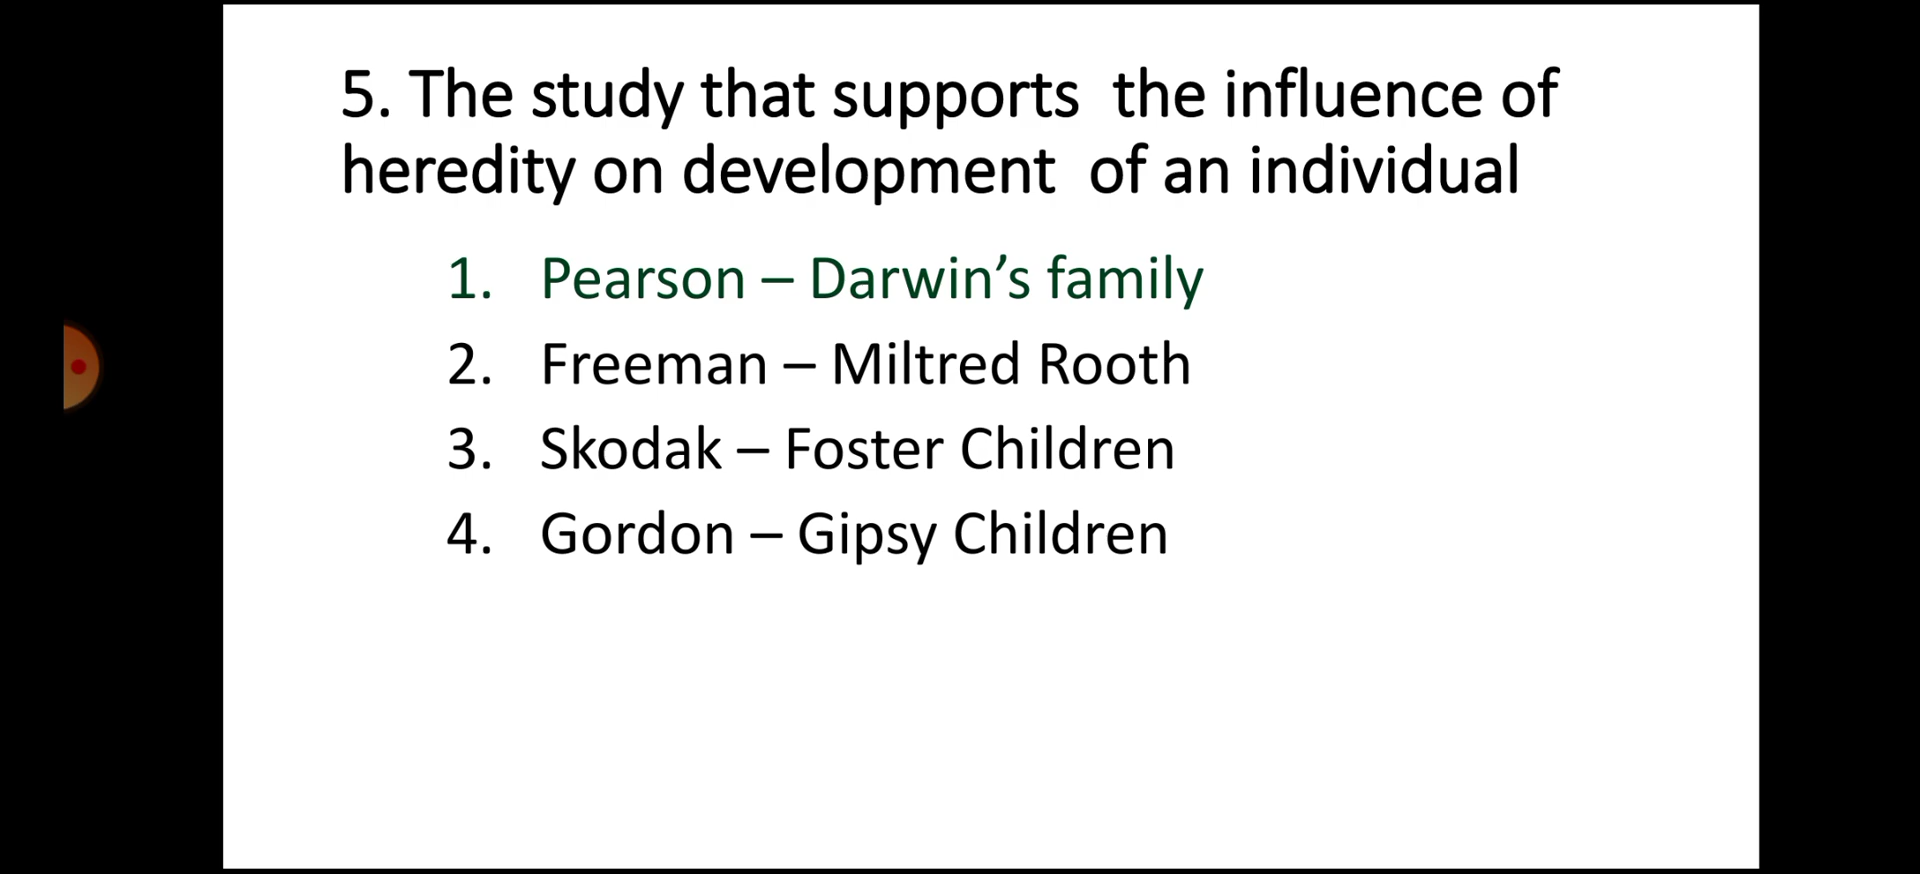 5. The study that supports the influence of
heredity on development of an individual
1. Pearson – Darwin’s family
2. Freeman – Miltred Rooth
3. Skodak – Foster Children
4. Gordon – Gipsy Children